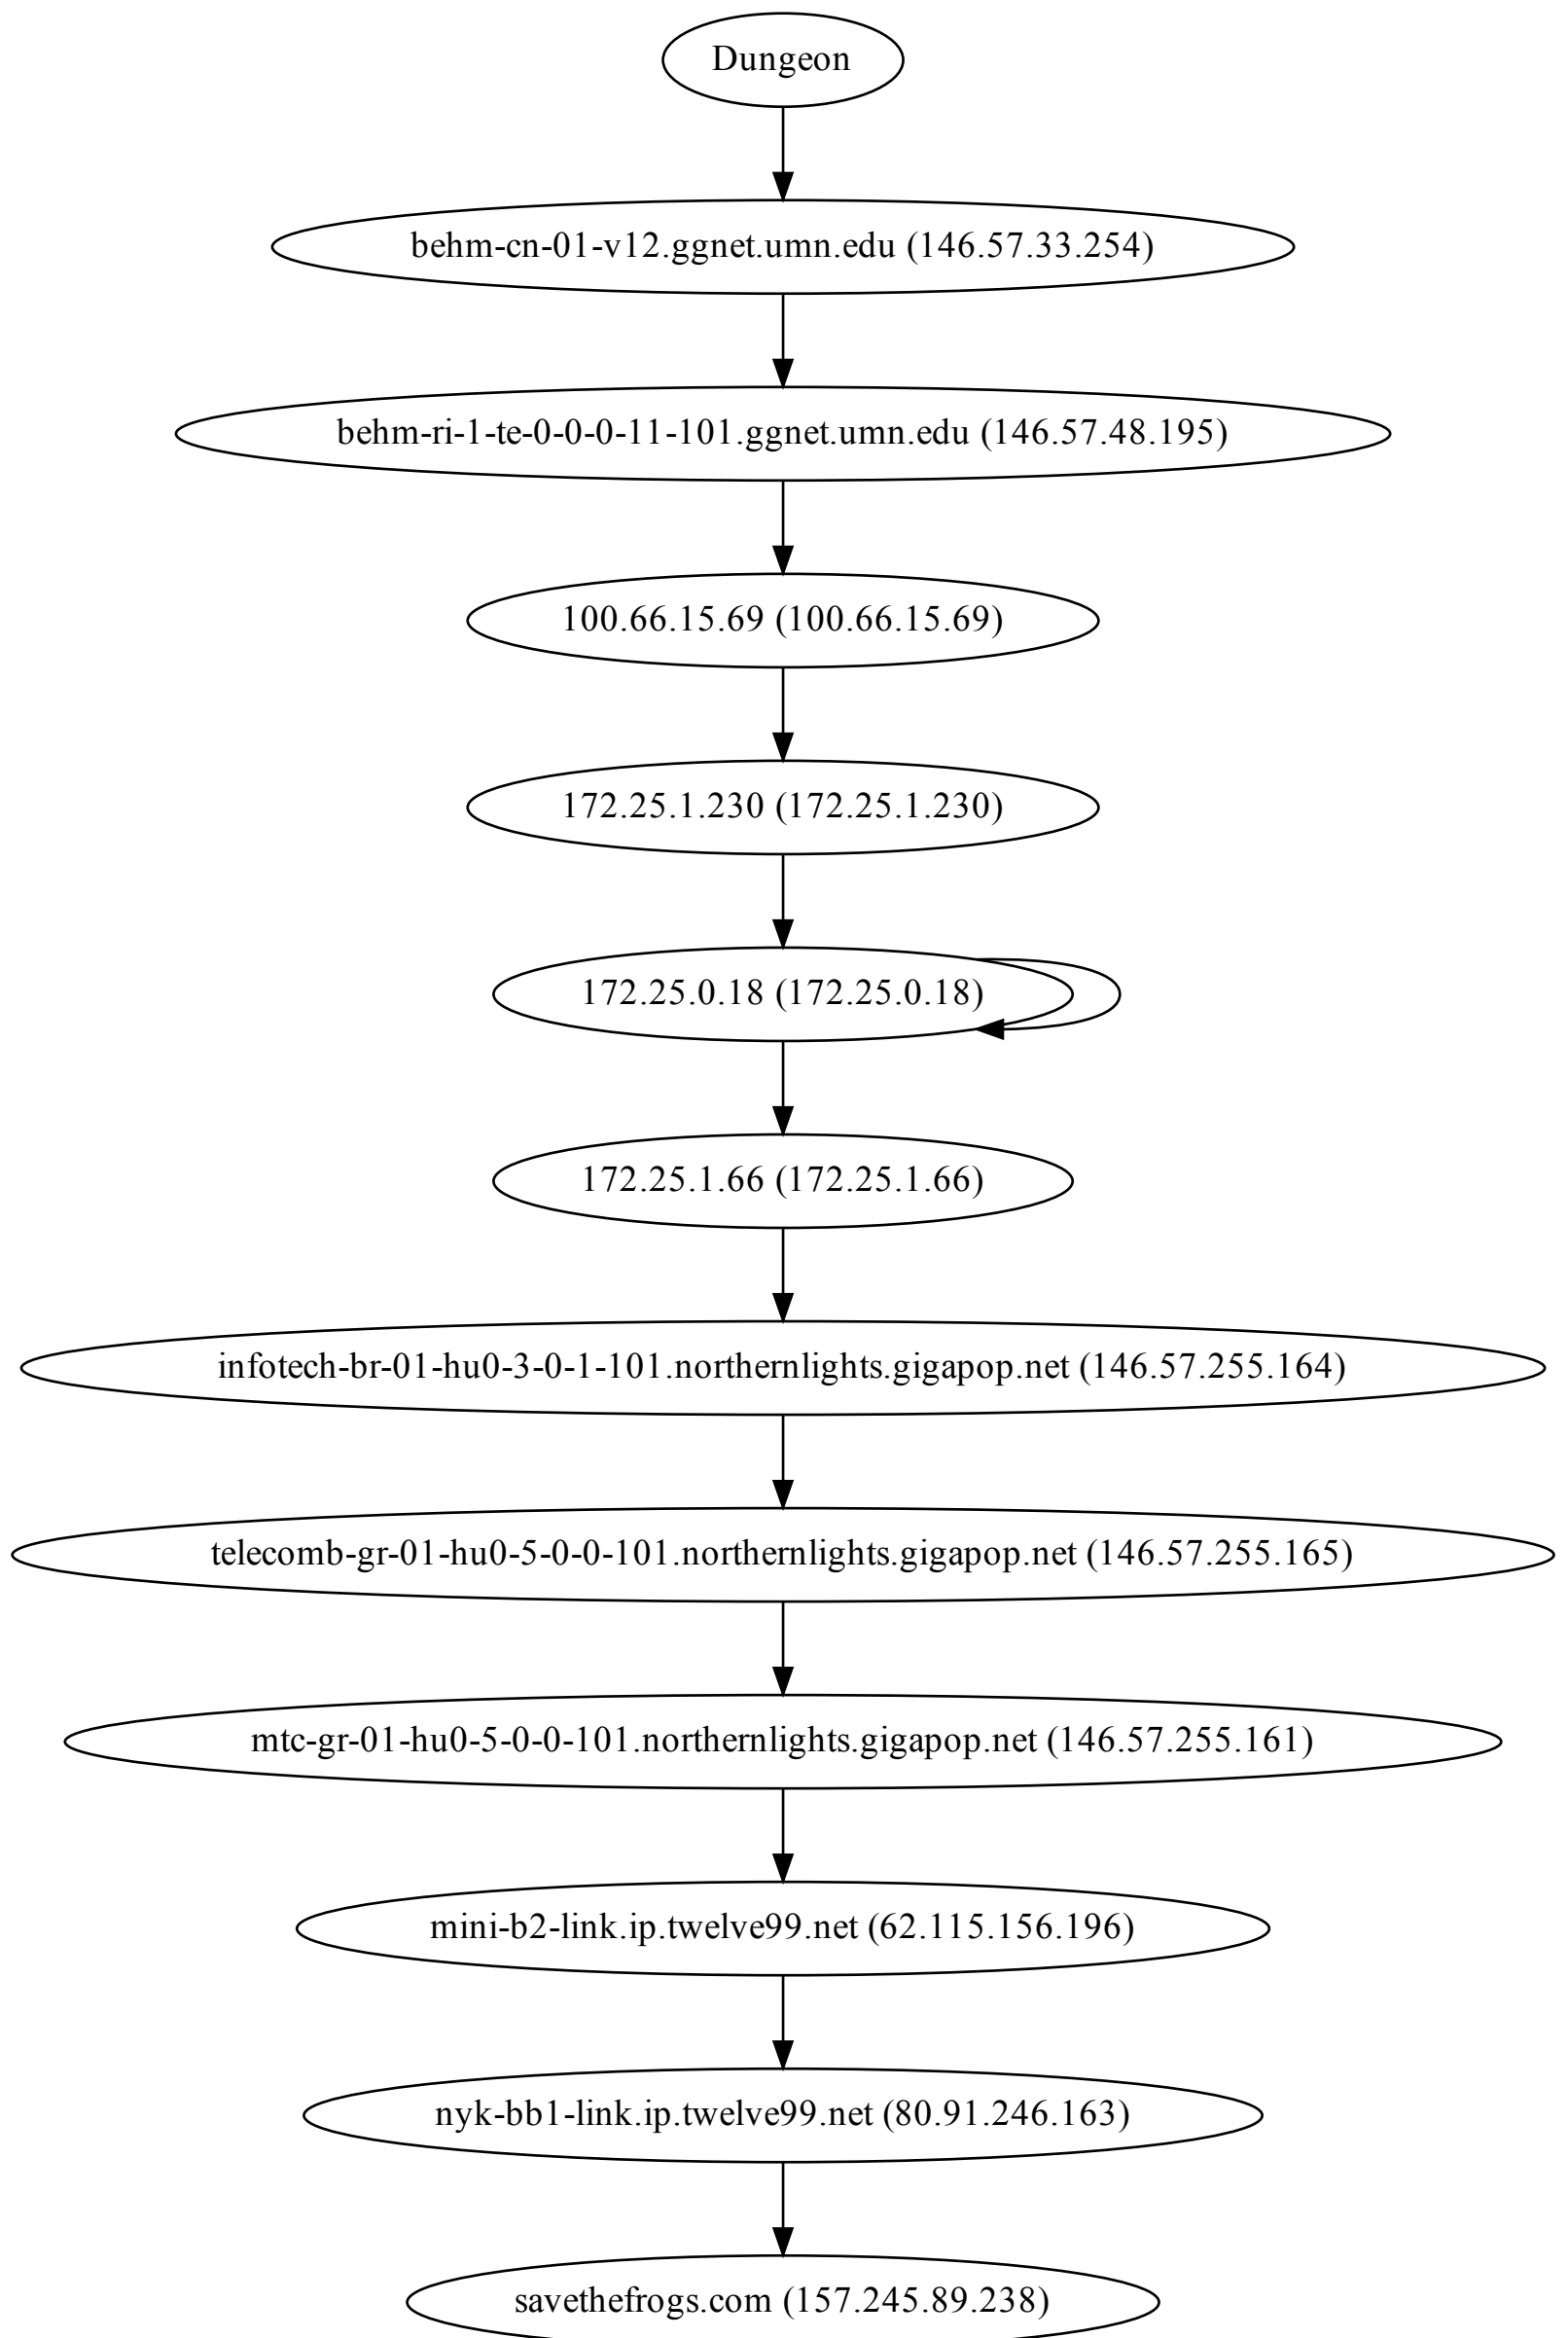 Dungeon
behm-cn-01-v12.ggnet.umn.edu (146.57.33.254)
behm-ri-1-te-0-0-0-11-101.ggnet.umn.edu (146.57.48.195)
100.66.15.69 (100.66.15.69)
172.25.1.230 (172.25.1.230)
172.25.0.18 (172.25.0.18)
172.25.1.66 (172.25.1.66)
infotech-br-01-hu0-3-0-1-101.northernlights.gigapop.net (146.57.255.164)
telecomb-gr-01-hu0-5-0-0-101.northernlights.gigapop.net (146.57.255.165)
mtc-gr-01-hu0-5-0-0-101.northernlights.gigapop.net (146.57.255.161)
mini-b2-link.ip.twelve99.net (62.115.156.196)
nyk-bb1-link.ip.twelve99.net (80.91.246.163)
savethefrogs.com (157.245.89.238)